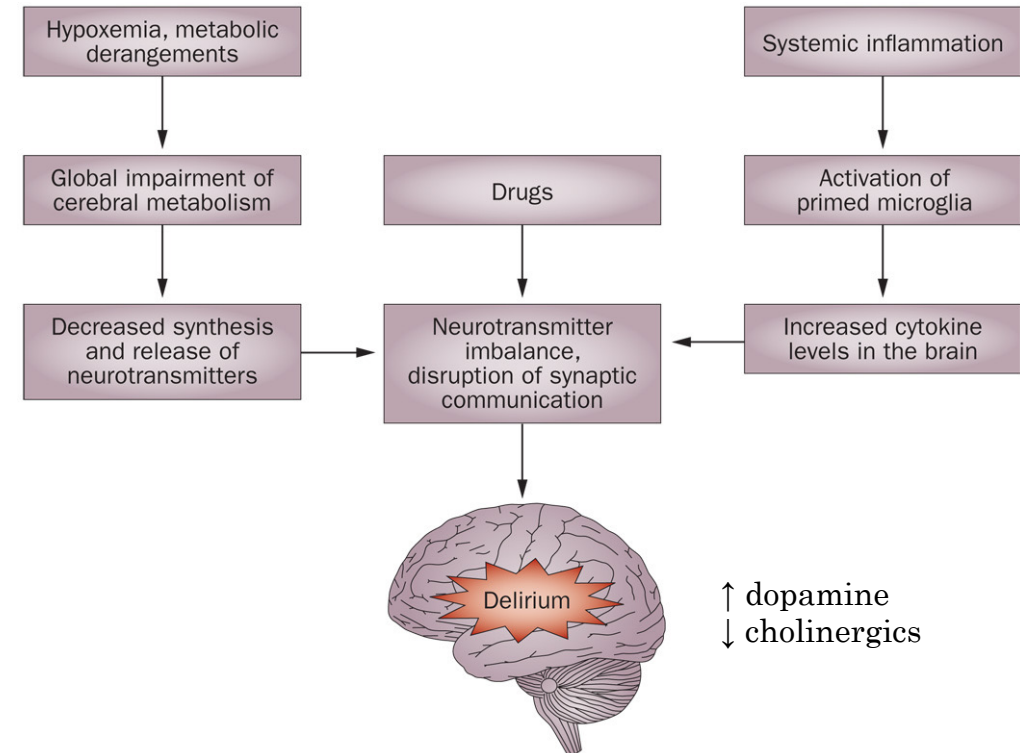 Hypoxemia, metabolic
derangements
Systemic inflammation
Global impairment of
cerebral metabolism
Drugs
Activation of
primed microglia
Decreased synthesis
and release of
neurotransmitters
Neurotransmitter
imbalance,
disruption of synaptic
communication
Increased cytokine
levels in the brain
Delirium
↑ dopamine
↓ cholinergics